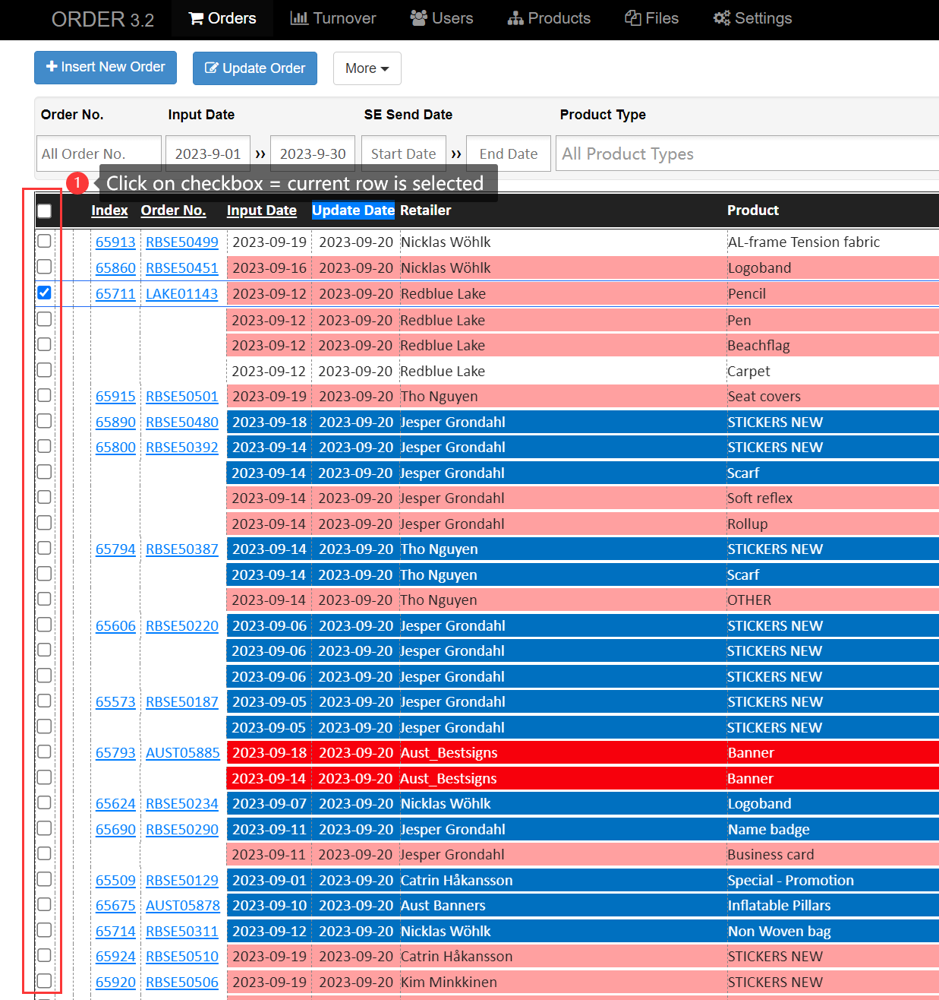 ORDER 3.2 Orders Turnover Users Products Files Settings
Insert New Order Update Order More
Order No. Input Date SE Send Date Product Type
All Order No. 2023-9-01 ›› 2023-9-30 Start Date ›› End Date All Product Types
1 Click on checkbox = current row is selected
Index Order No. Input Date Update Date Retailer Product
65913 RBSE50499 2023-09-19 2023-09-20 Nicklas Wöhlk AL-frame Tension fabric
65860 RBSE50451 2023-09-16 2023-09-20 Nicklas Wöhlk Logoband
65711 LAKE01143 2023-09-12 2023-09-20 Redblue Lake Pencil
2023-09-12 2023-09-20 Redblue Lake Pen
2023-09-12 2023-09-20 Redblue Lake Beachflag
2023-09-12 2023-09-20 Redblue Lake Carpet
65915 RBSE50501 2023-09-19 2023-09-20 Tho Nguyen Seat covers
65890 RBSE50480 2023-09-18 2023-09-20 Jesper Grondahl STICKERS NEW
65800 RBSE50392 2023-09-14 2023-09-20 Jesper Grondahl STICKERS NEW
2023-09-14 2023-09-20 Jesper Grondahl Scarf
2023-09-14 2023-09-20 Jesper Grondahl Soft reflex
2023-09-14 2023-09-20 Jesper Grondahl Rollup
65794 RBSE50387 2023-09-14 2023-09-20 Tho Nguyen STICKERS NEW
2023-09-14 2023-09-20 Tho Nguyen Scarf
2023-09-14 2023-09-20 Tho Nguyen OTHER
65606 RBSE50220 2023-09-06 2023-09-20 Jesper Grondahl STICKERS NEW
2023-09-06 2023-09-20 Jesper Grondahl STICKERS NEW
2023-09-06 2023-09-20 Jesper Grondahl STICKERS NEW
65573 RBSE50187 2023-09-05 2023-09-20 Jesper Grondahl STICKERS NEW
2023-09-05 2023-09-20 Jesper Grondahl STICKERS NEW
65793 AUST05885 2023-09-18 2023-09-20 Aust_Bestsigns Banner
2023-09-14 2023-09-20 Aust_Bestsigns Banner
65624 RBSE50234 2023-09-07 2023-09-20 Nicklas Wöhlk Logoband
65690 RBSE50290 2023-09-11 2023-09-20 Jesper Grondahl Name badge
2023-09-11 2023-09-20 Jesper Grondahl Business card
65509 RBSE50129 2023-09-01 2023-09-20 Catrin Håkansson Special - Promotion
65675 AUST05878 2023-09-10 2023-09-20 Aust Banners Inflatable Pillars
65714 RBSE50311 2023-09-12 2023-09-20 Nicklas Wöhlk Non Woven bag
65924 RBSE50510 2023-09-19 2023-09-20 Catrin Håkansson STICKERS NEW
65920 RBSE50506 2023-09-19 2023-09-20 Kim Minkkinen STICKERS NEW